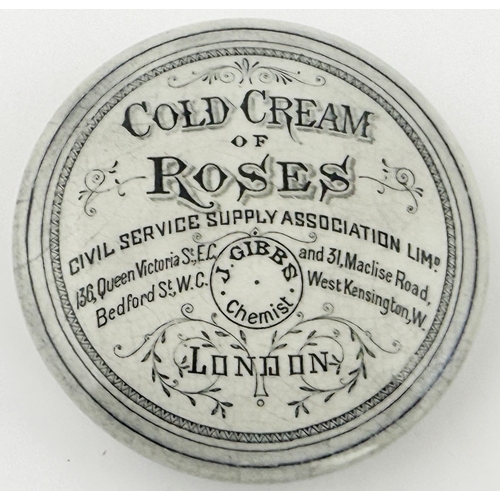 COLD CREAM
OF
ROSES
CIVIL SERVICE SUPPLY ASSOCIATION LIMD.
136, Queen Victoria St, E.C.
Bedford St, W.C.
J. GIBBS
Chemist.
and 31, Maclise Road,
West Kensington, W.
LONDON